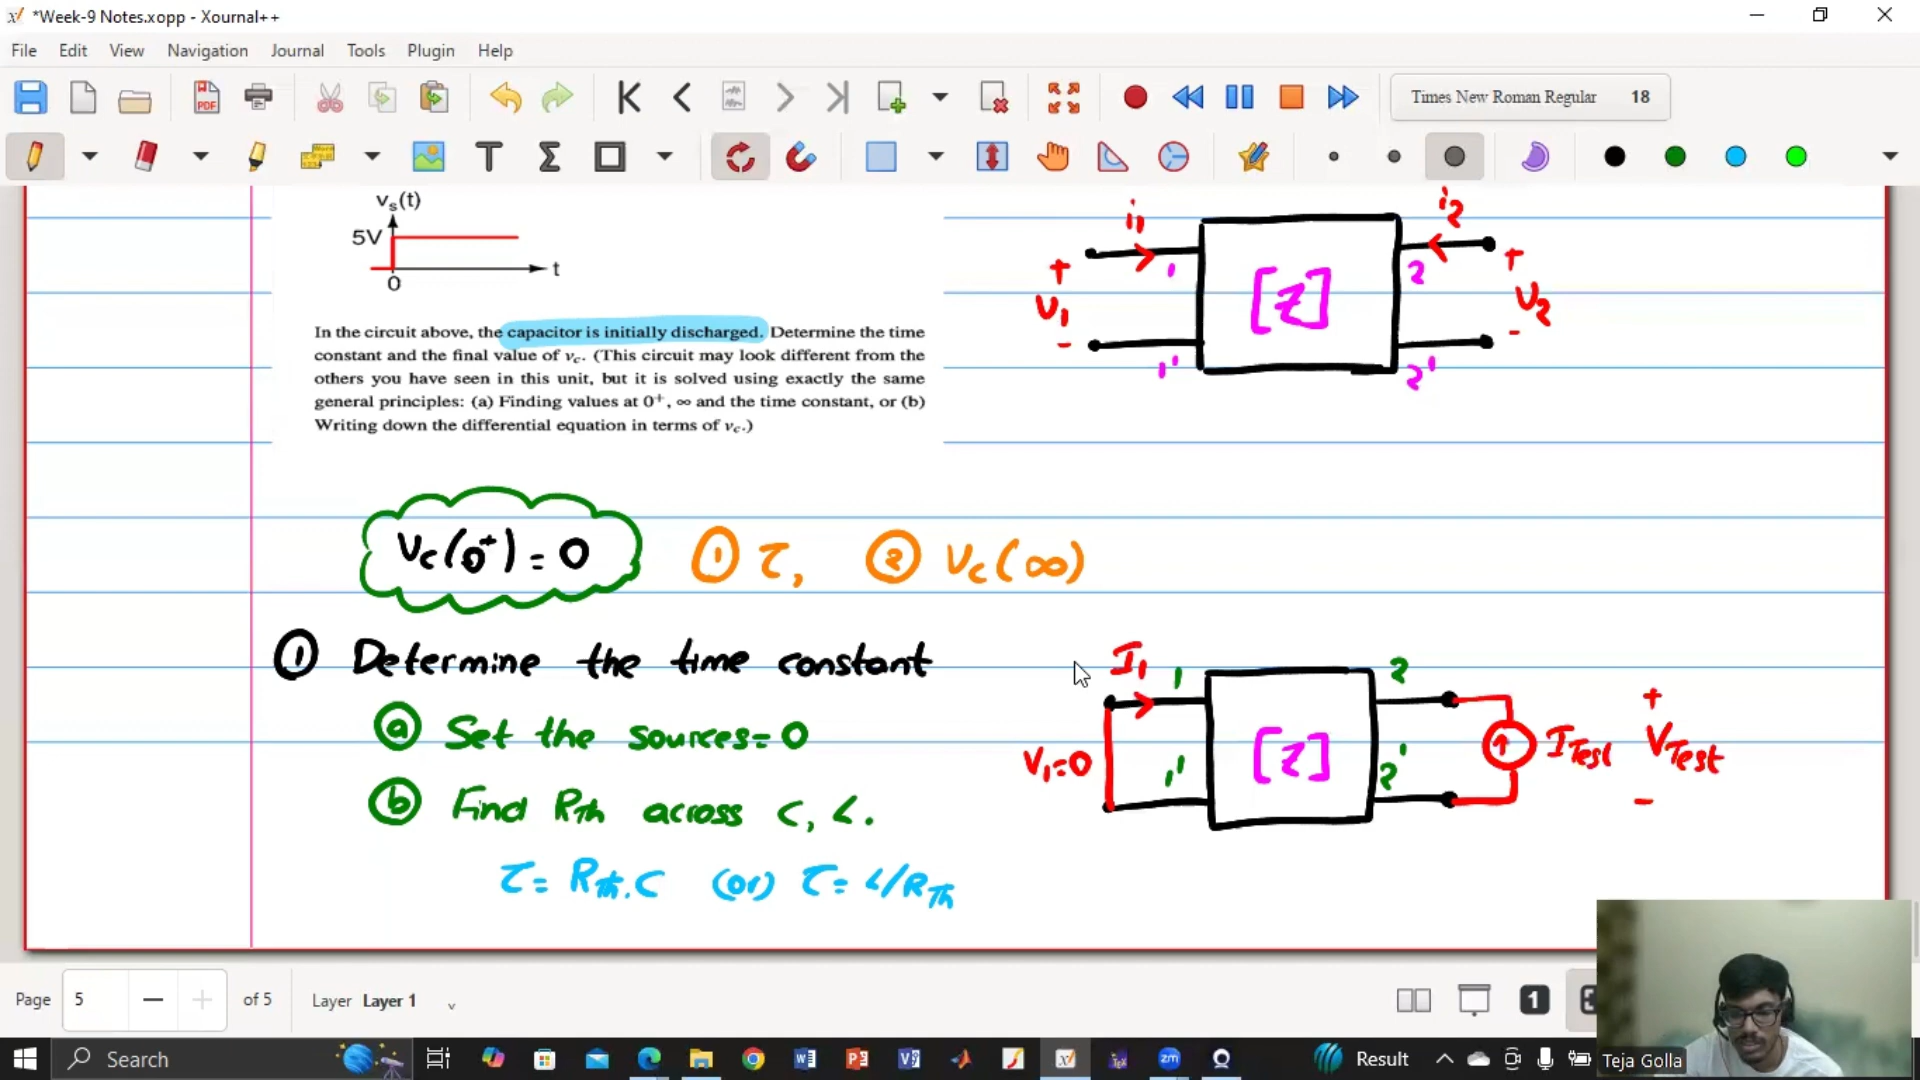 *Week-9 Notes.xopp - Xournal++
File Edit View Navigation Journal Tools Plugin Help
PDF Times New Roman Regular 18
vs(t)
5V
t
0
In the circuit above, the capacitor is initially discharged. Determine the time
constant and the final value of vc. (This circuit may look different from the
others you have seen in this unit, but it is solved using exactly the same
general principles: (a) Finding values at 0⁺, ∞ and the time constant, or (b)
Writing down the differential equation in terms of vc.)
i1 i2
+ 1 [Z] 2 +
V1 V2
- 1' 2' -
Vc(0⁺) = 0 ① τ, ② Vc(∞)
① Determine the time constant
ⓐ Set the sources = 0
ⓑ Find RTh across C, L.
τ = RTh.C (or) τ = L/RTh
I1 1 2 +
V1=0 [Z] ITest VTest
1' 2' -
Page 5 of 5 Layer Layer 1
1
Teja Golla
Search Result